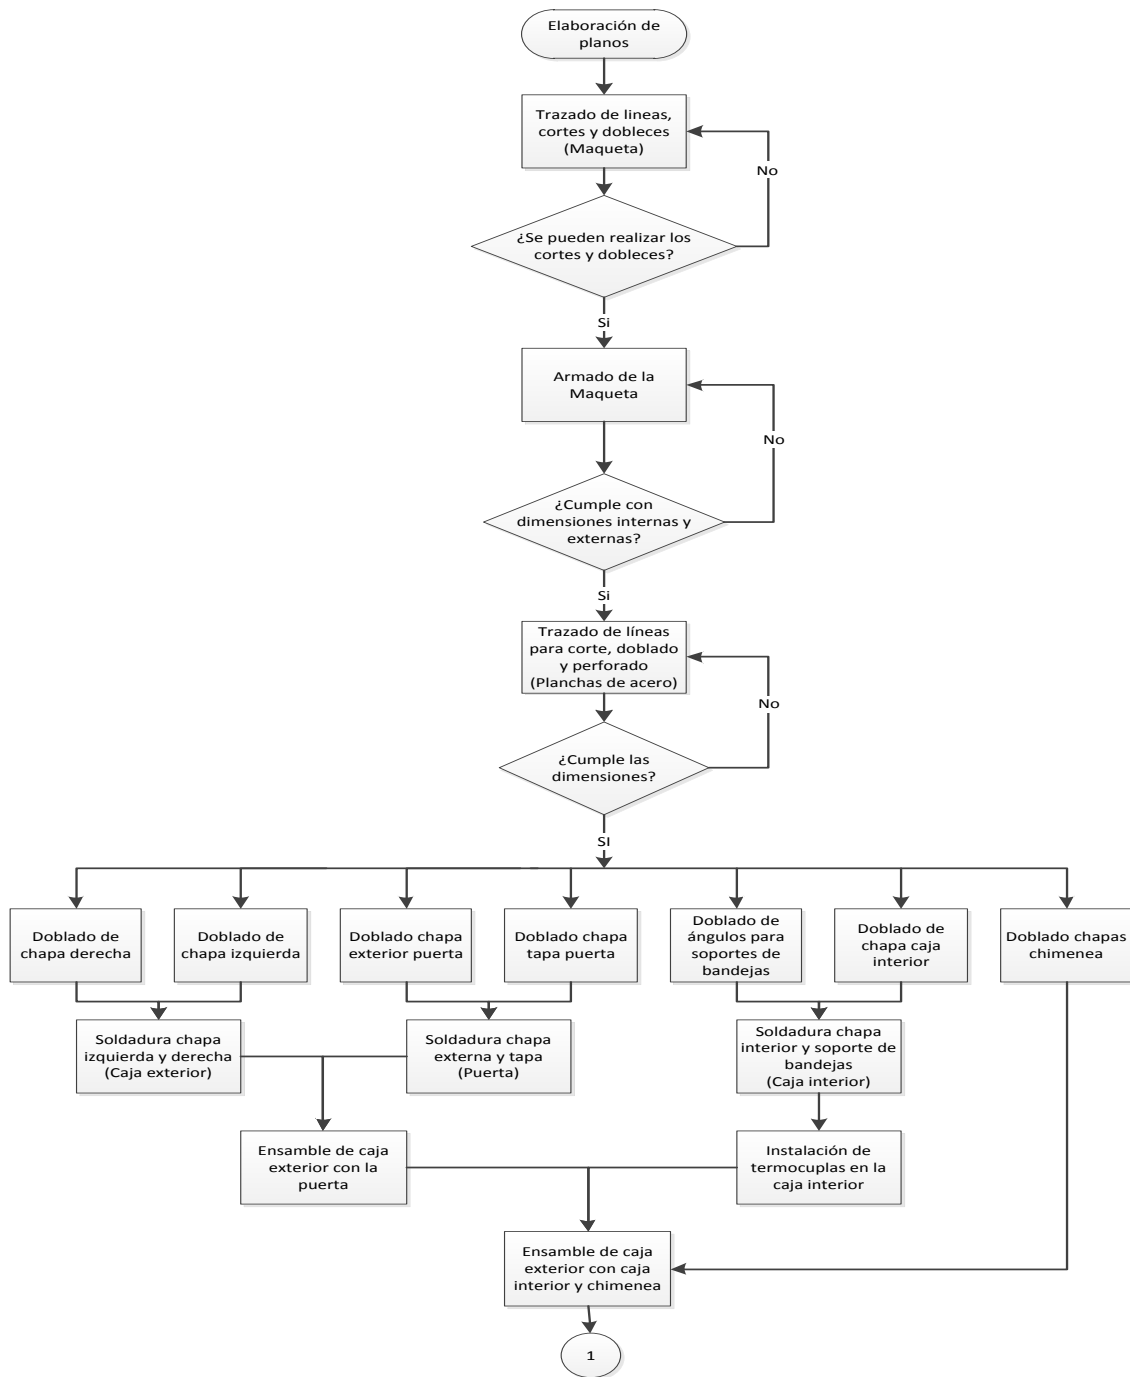 Elaboración de
planos
Trazado de lineas,
cortes y dobleces
(Maqueta)
No
¿Se pueden realizar los
cortes y dobleces?
Si
Armado de la
Maqueta
No
¿Cumple con
dimensiones internas y
externas?
Si
Trazado de líneas
para corte, doblado
y perforado
(Planchas de acero)
No
¿Cumple las
dimensiones?
SI
Doblado de
chapa derecha
Doblado de
chapa izquierda
Doblado chapa
exterior puerta
Doblado chapa
tapa puerta
Doblado de
ángulos para
soportes de
bandejas
Doblado de
chapa caja
interior
Doblado chapas
chimenea
Soldadura chapa
izquierda y derecha
(Caja exterior)
Soldadura chapa
externa y tapa
(Puerta)
Soldadura chapa
interior y soporte de
bandejas
(Caja interior)
Ensamble de caja
exterior con la
puerta
Instalación de
termocuplas en la
caja interior
Ensamble de caja
exterior con caja
interior y chimenea
1